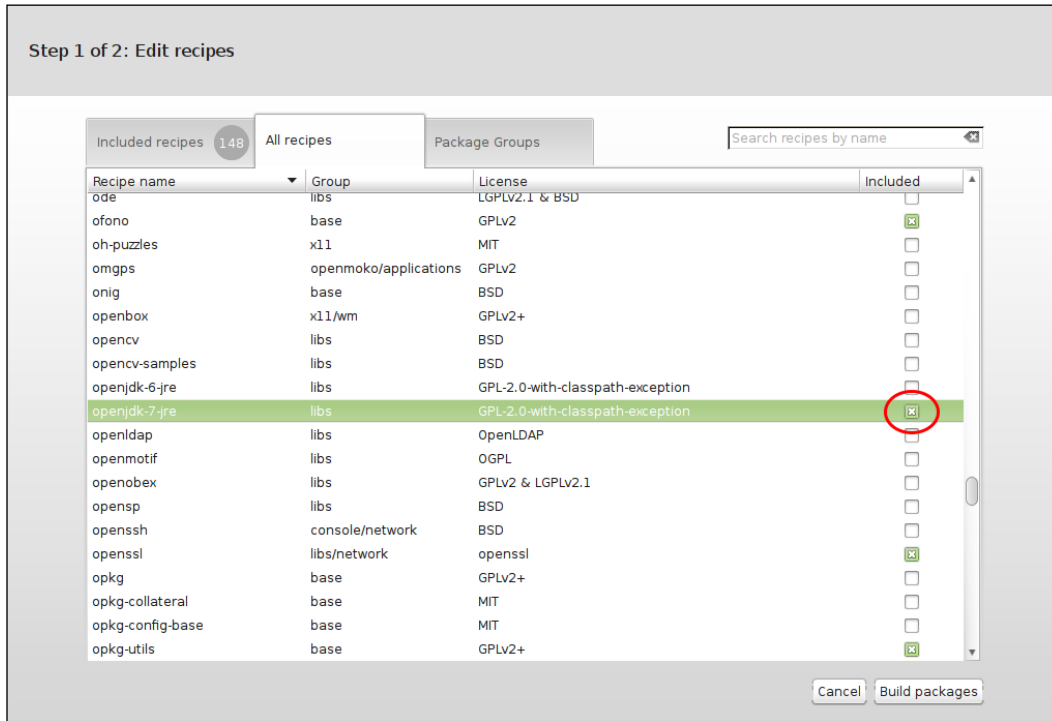 Step 1 of 2: Edit recipes
Included recipes 148 All recipes Package Groups Search recipes by name
Recipe name Group License Included
ode libs LGPLv2.1 & BSD
ofono base GPLv2
oh-puzzles x11 MIT
omgps openmoko/applications GPLv2
onig base BSD
openbox x11/wm GPLv2+
opencv libs BSD
opencv-samples libs BSD
openjdk-6-jre libs GPL-2.0-with-classpath-exception
openjdk-7-jre libs GPL-2.0-with-classpath-exception
openldap libs OpenLDAP
openmotif libs OGPL
openobex libs GPLv2 & LGPLv2.1
opensp libs BSD
openssh console/network BSD
openssl libs/network openssl
opkg base GPLv2+
opkg-collateral base MIT
opkg-config-base base MIT
opkg-utils base GPLv2+
Cancel Build packages